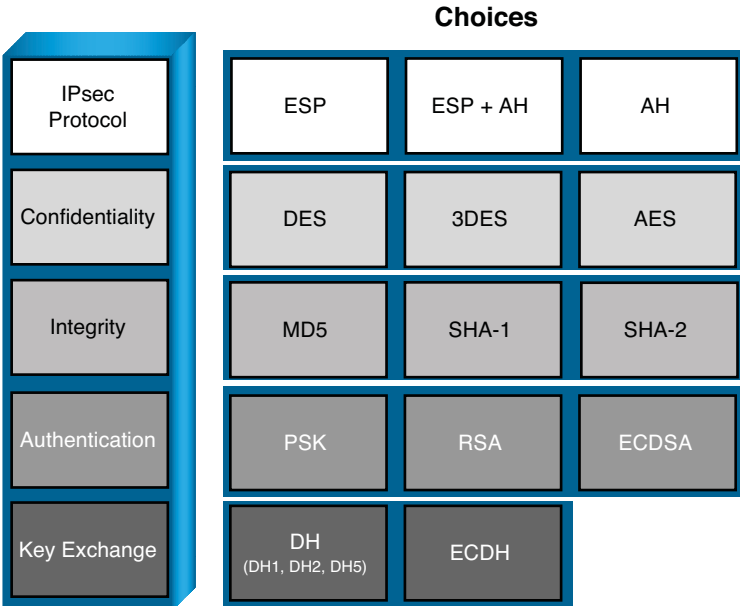 Choices
IPsec
Protocol
ESP
ESP + AH
AH
Confidentiality
DES
3DES
AES
Integrity
MD5
SHA-1
SHA-2
Authentication
PSK
RSA
ECDSA
Key Exchange
DH
(DH1, DH2, DH5)
ECDH